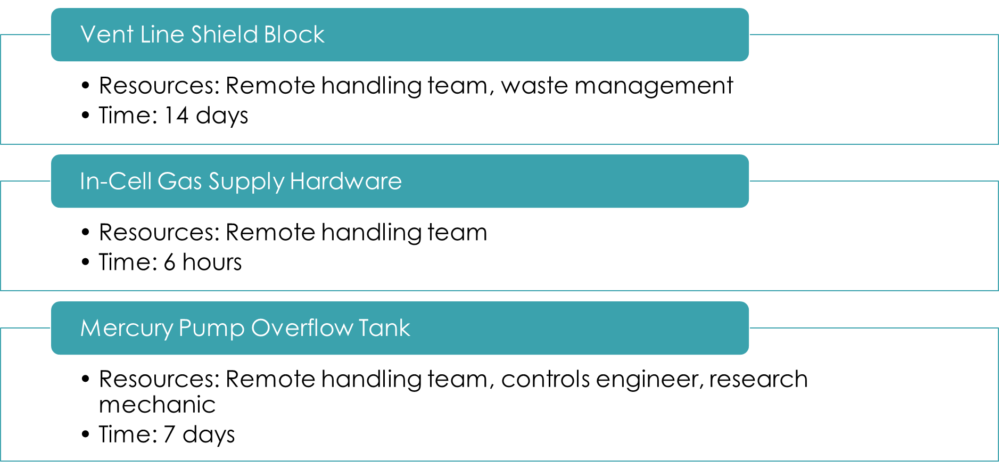 Vent Line Shield Block
• Resources: Remote handling team, waste management
• Time: 14 days
In-Cell Gas Supply Hardware
• Resources: Remote handling team
• Time: 6 hours
Mercury Pump Overflow Tank
• Resources: Remote handling team, controls engineer, research
mechanic
• Time: 7 days